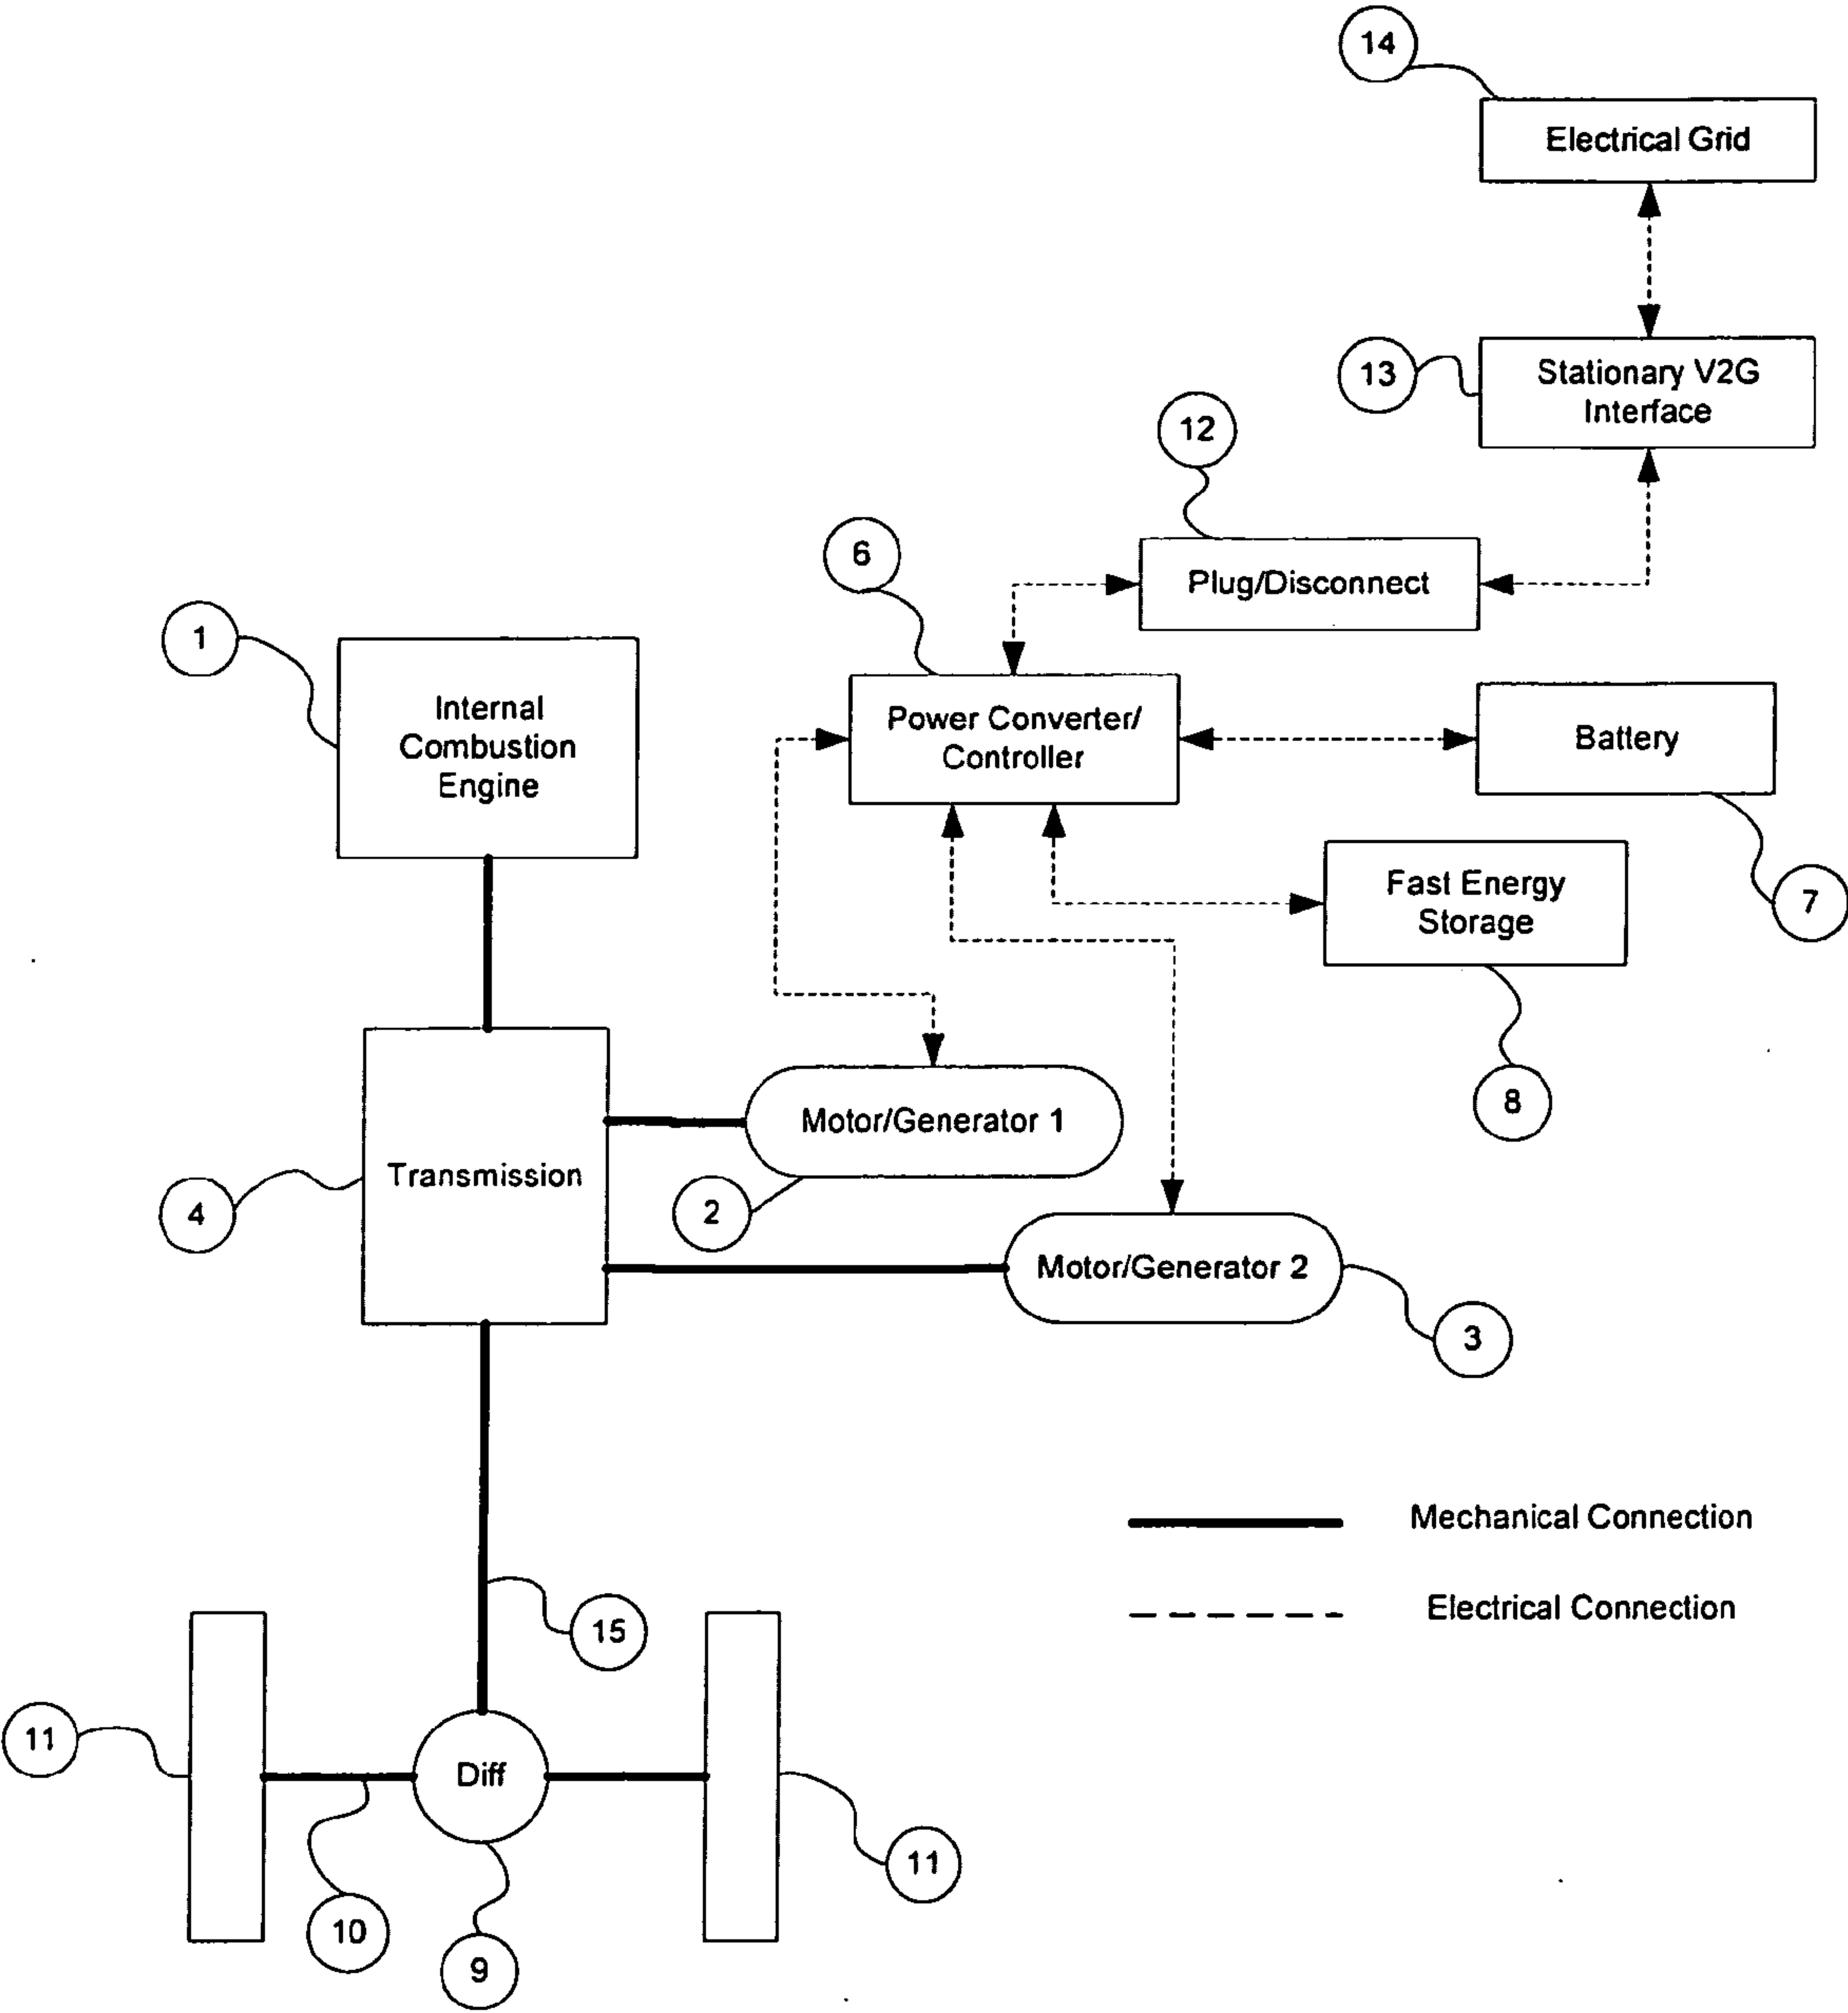 14
Electrical Grid
13
Stationary V2G
Interface
12
6
Plug/Disconnect
1
Internal
Combustion
Engine
Power Converter/
Controller
Battery
Fast Energy
Storage
7
8
Motor/Generator 1
Transmission
4
2
Motor/Generator 2
3
Mechanical Connection
Electrical Connection
15
11
Diff
11
10
9